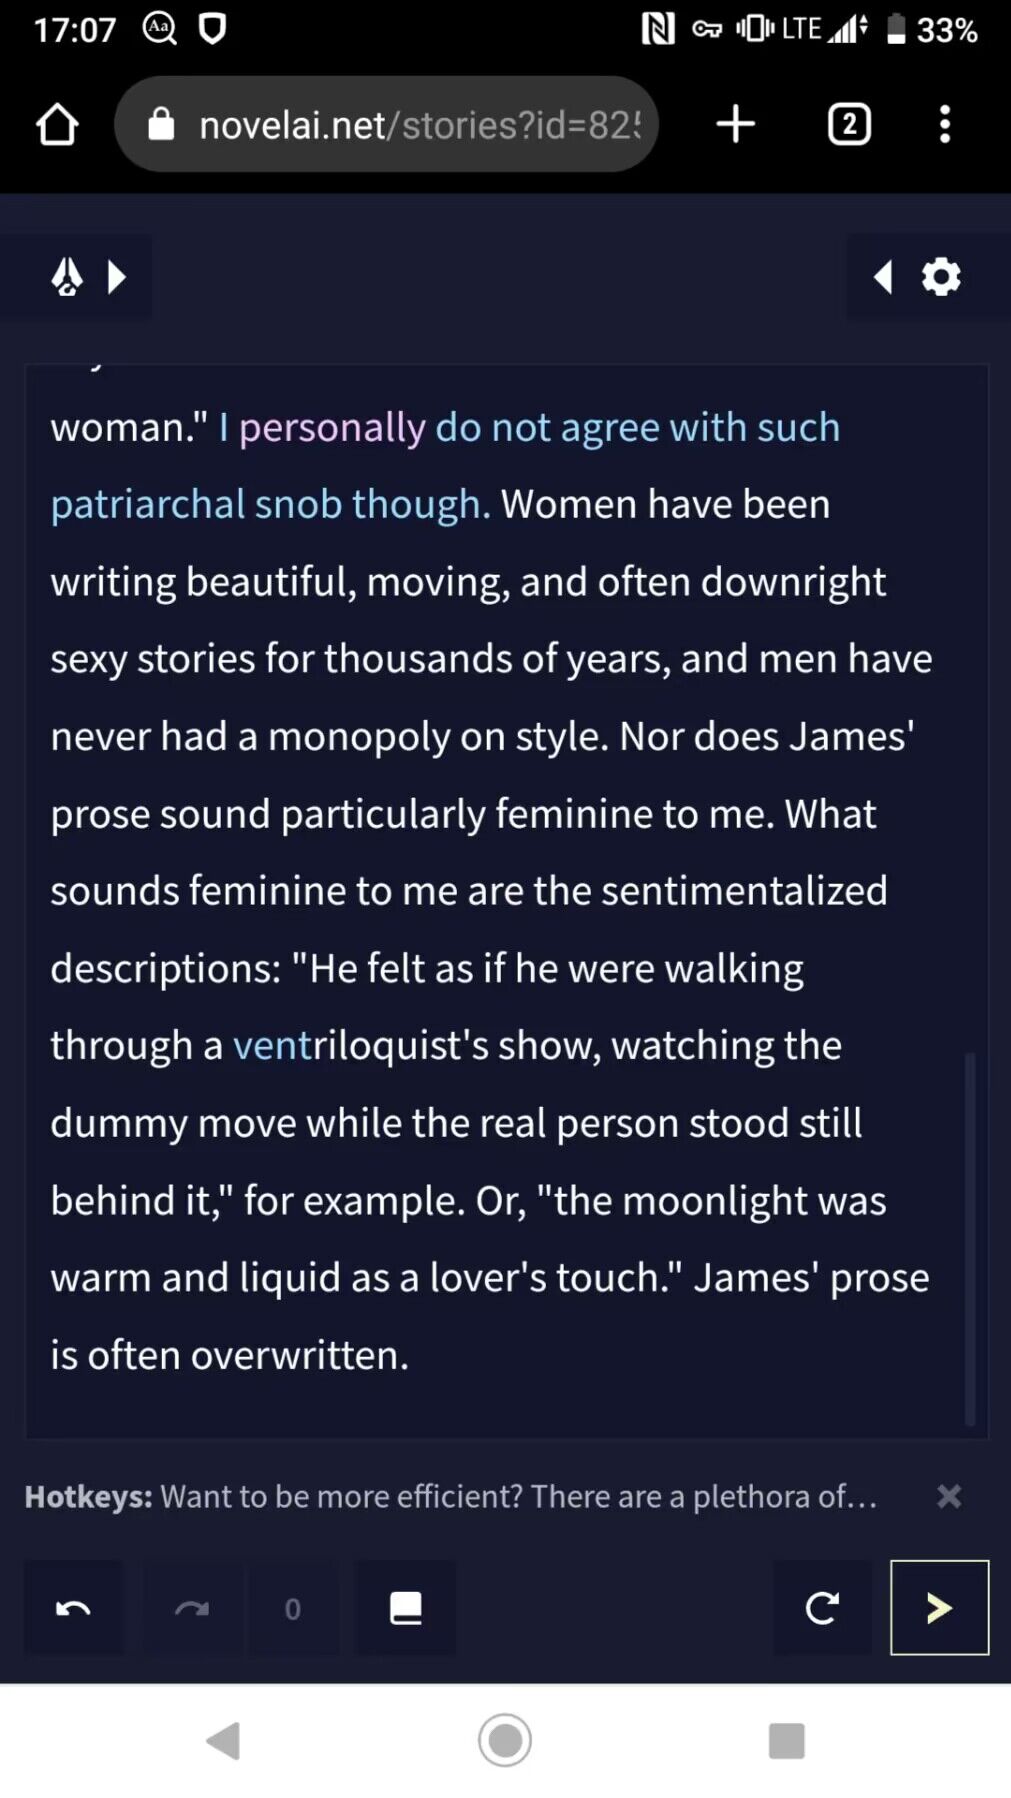 17:07 Aa LTE 33%
novelai.net/stories?id=825 2
woman." I personally do not agree with such
patriarchal snob though. Women have been
writing beautiful, moving, and often downright
sexy stories for thousands of years, and men have
never had a monopoly on style. Nor does James'
prose sound particularly feminine to me. What
sounds feminine to me are the sentimentalized
descriptions: "He felt as if he were walking
through a ventriloquist's show, watching the
dummy move while the real person stood still
behind it," for example. Or, "the moonlight was
warm and liquid as a lover's touch." James' prose
is often overwritten.
Hotkeys: Want to be more efficient? There are a plethora of...
0